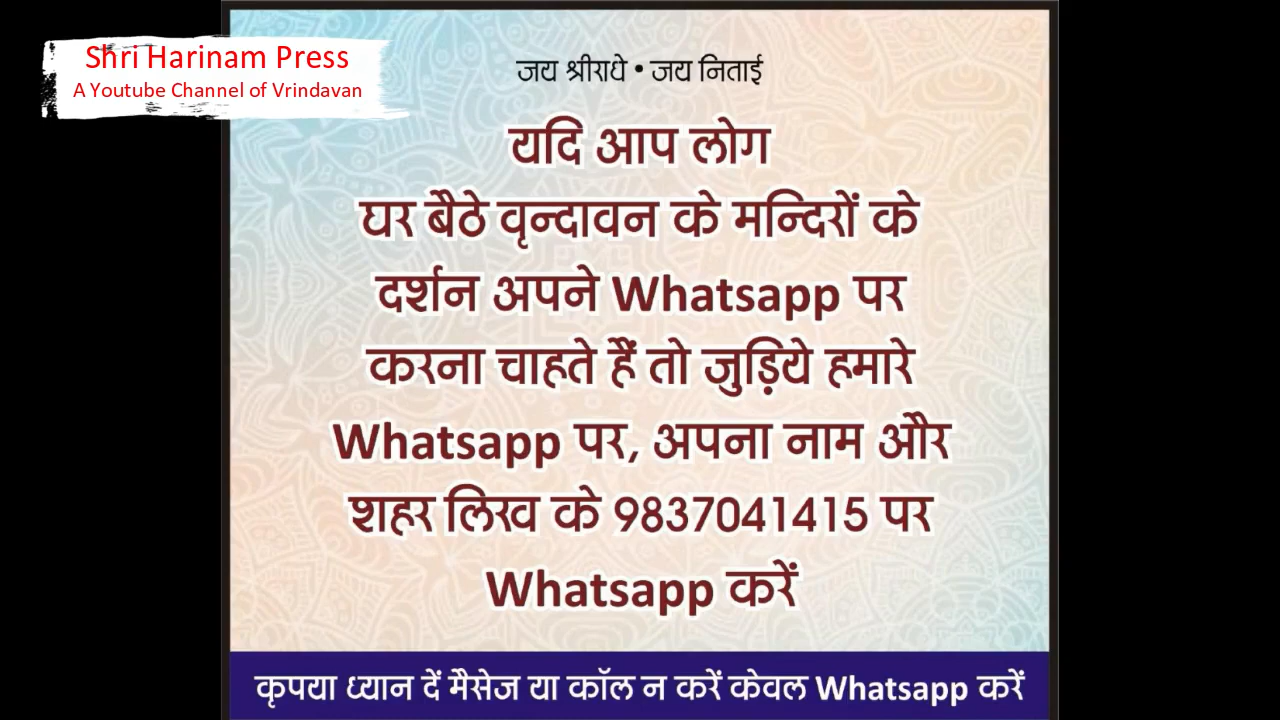 Shri Harinam Press
A Youtube Channel of Vrindavan
जय श्रीराधे • जय निताई
यदि आप लोग
घर बैठे वृन्दावन के मन्दिरों के
दर्शन अपने Whatsapp पर
करना चाहते हैं तो जुड़िये हमारे
Whatsapp पर, अपना नाम और
शहर लिख के 9837041415 पर
Whatsapp करें
कृपया ध्यान दें मैसेज या कॉल न करें केवल Whatsapp करें